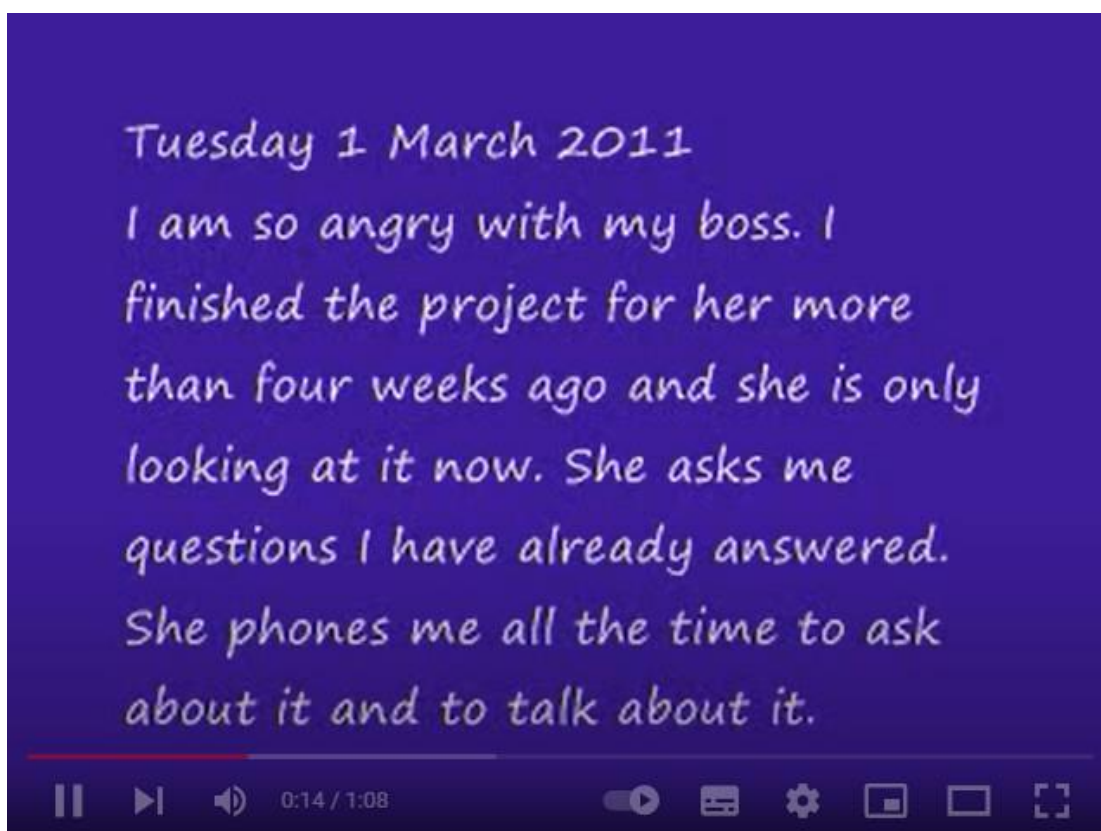 Tuesday 1 March 2011
I am so angry with my boss. I
finished the project for her more
than four weeks ago and she is only
looking at it now. She asks me
questions I have already answered.
She phones me all the time to ask
about it and to talk about it.
0:14 / 1:08